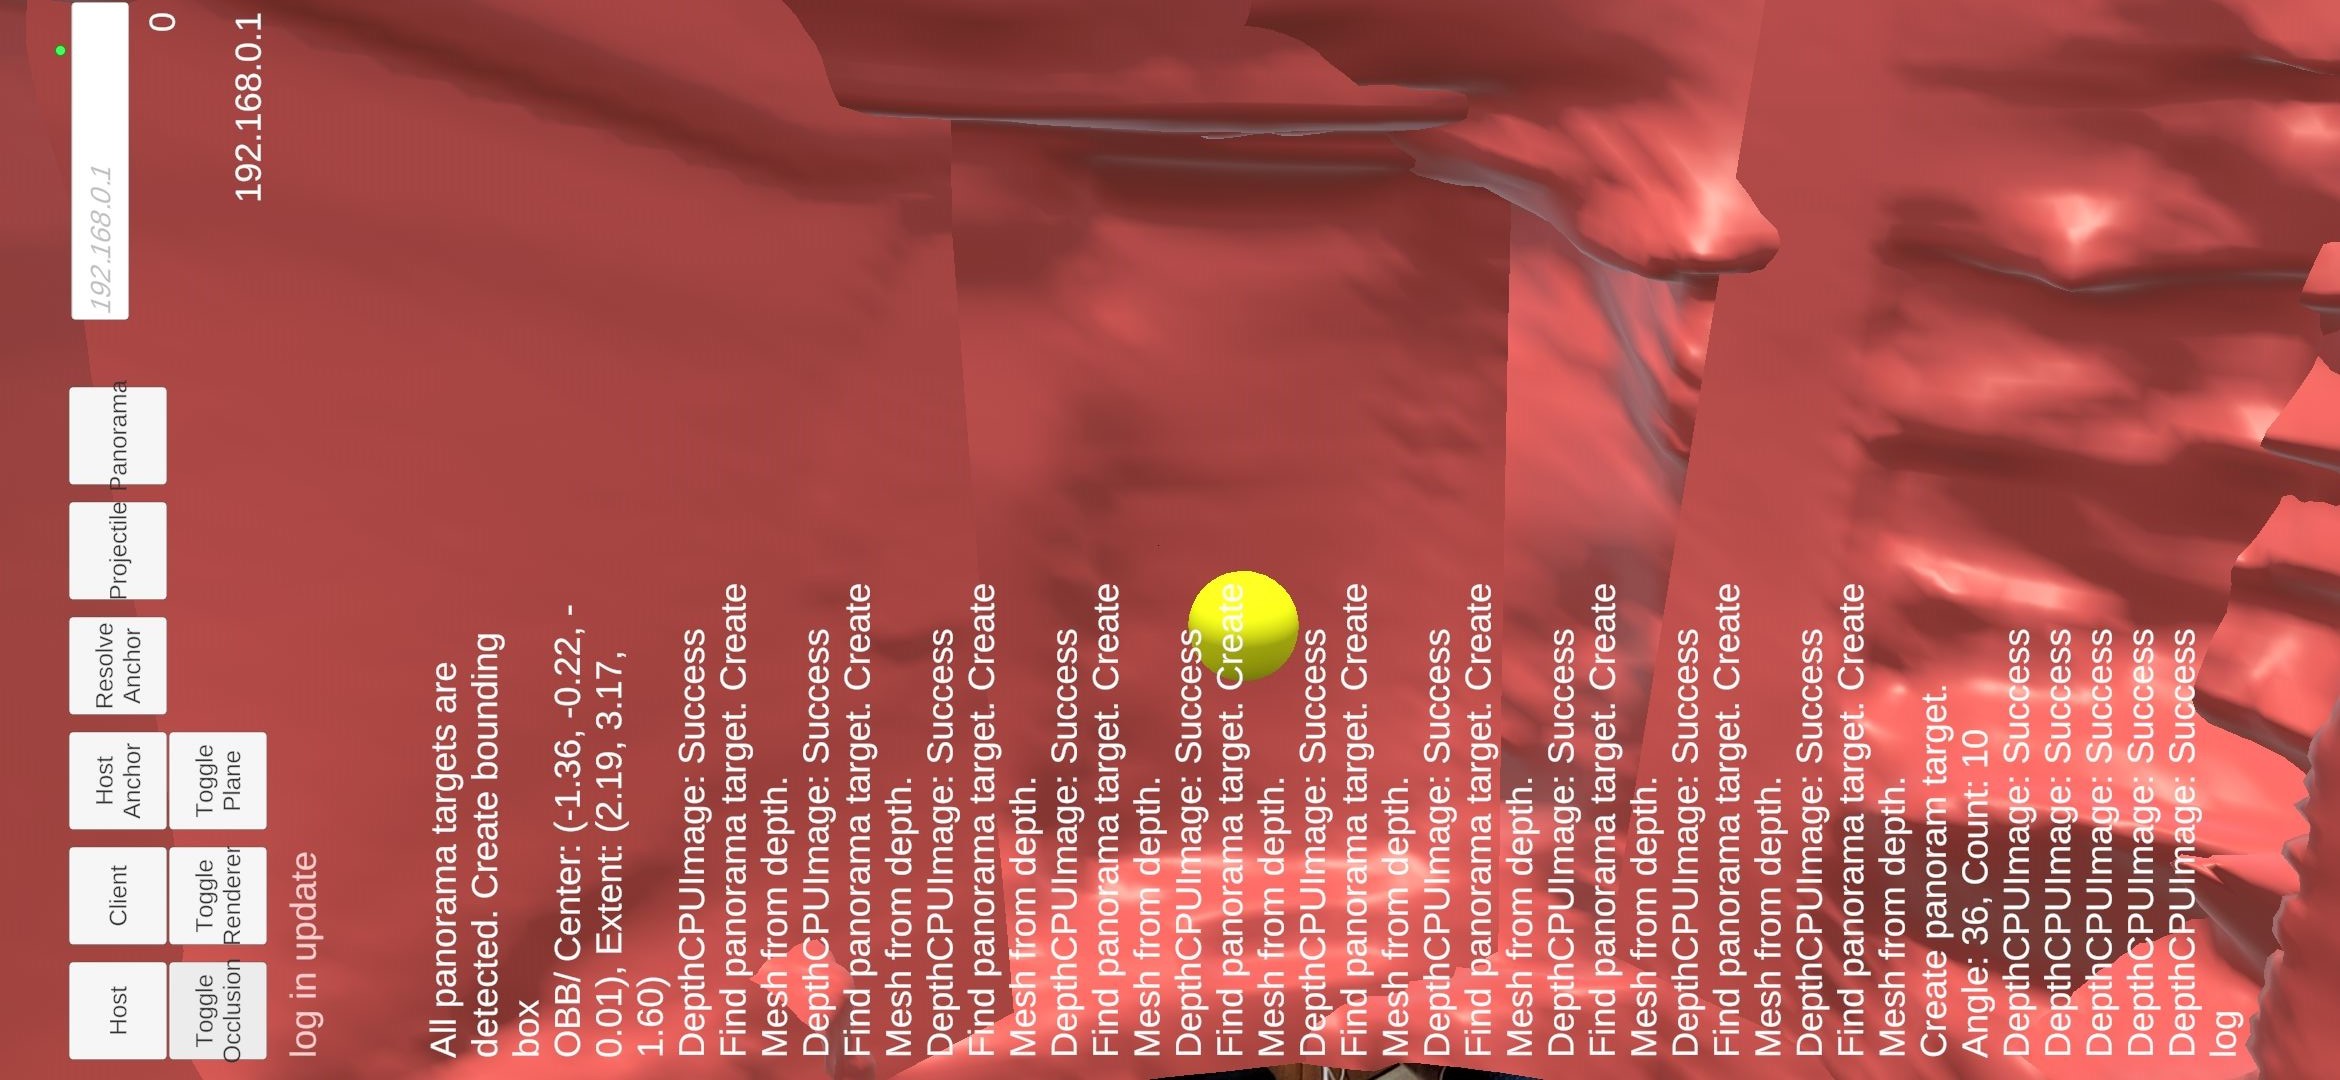 Host
Client
Host
Anchor
Resolve
Anchor
Projectile
Panorama
192.168.0.1
0
Toggle
Occlusion
Toggle
Renderer
Toggle
Plane
192.168.0.1
log in update
All panorama targets are
detected. Create bounding
box
OBB/ Center: (-1.36, -0.22, -
0.01), Extent: (2.19, 3.17,
1.60)
DepthCPUImage: Success
Find panorama target. Create
Mesh from depth.
DepthCPUImage: Success
Find panorama target. Create
Mesh from depth.
DepthCPUImage: Success
Find panorama target. Create
Mesh from depth.
DepthCPUImage: Success
Find panorama target. Create
Mesh from depth.
DepthCPUImage: Success
Find panorama target. Create
Mesh from depth.
DepthCPUImage: Success
Find panorama target. Create
Mesh from depth.
DepthCPUImage: Success
Find panorama target. Create
Mesh from depth.
DepthCPUImage: Success
Find panorama target. Create
Mesh from depth.
DepthCPUImage: Success
Find panorama target. Create
Mesh from depth.
DepthCPUImage: Success
Find panorama target. Create
Mesh from depth.
Create panoram target.
Angle: 36, Count: 10
DepthCPUImage: Success
DepthCPUImage: Success
DepthCPUImage: Success
DepthCPUImage: Success
DepthCPUImage: Success
log